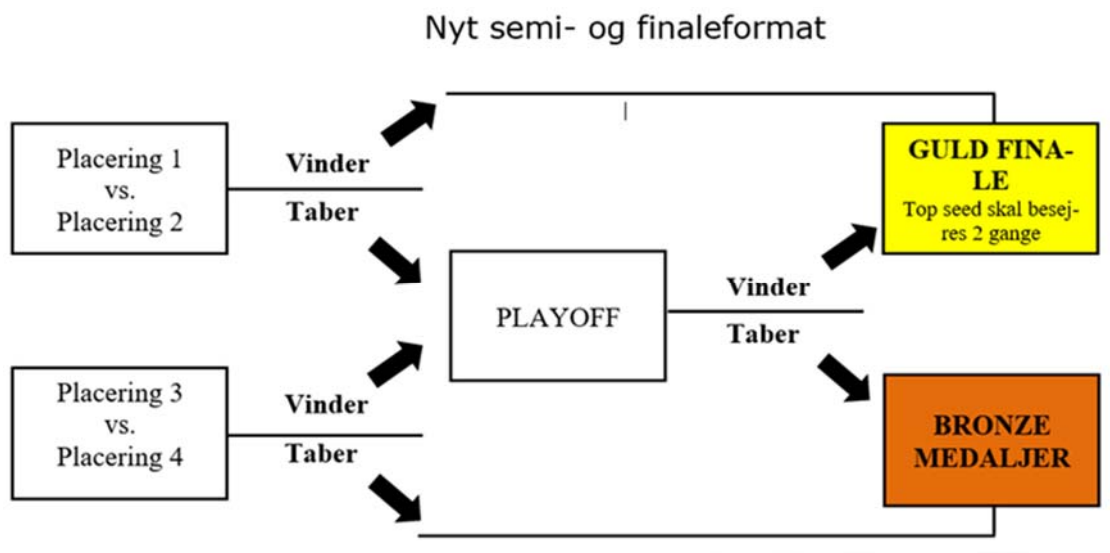 Nyt semi- og finaleformat
Placering 1
vs.
Placering 2
Vinder
Taber
GULD FINA-
LE
Top seed skal besej-
res 2 gange
PLAYOFF
Vinder
Taber
Placering 3
vs.
Placering 4
Vinder
Taber
BRONZE
MEDALJER